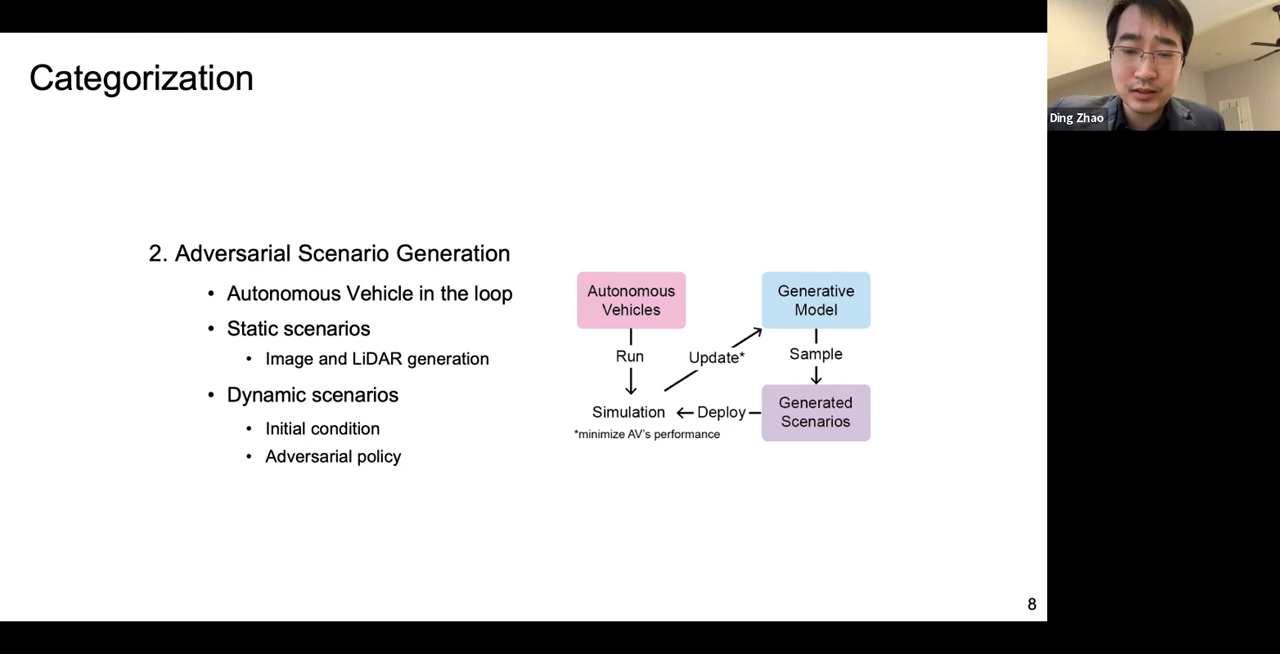 Categorization
Ding Zhao
2. Adversarial Scenario Generation
• Autonomous Vehicle in the loop
• Static scenarios
• Image and LiDAR generation
• Dynamic scenarios
• Initial condition
• Adversarial policy
Autonomous
Vehicles
Generative
Model
Run
Update*
Sample
Simulation
Deploy
Generated
Scenarios
*minimize AV's performance
8